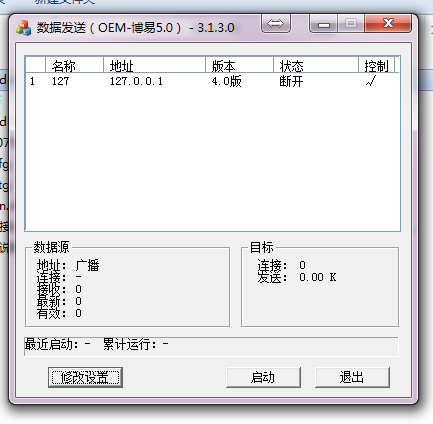 数据发送（OEM-博易5.0） - 3.1.3.0
名称 地址 版本 状态 控制
1 127 127.0.0.1 4.0版 断开 √
数据源
地址: 广播
连接: -
接收: 0
最新: 0
有效: 0
目标
连接: 0
发送: 0.00 K
最近启动: - 累计运行: -
修改设置 启动 退出